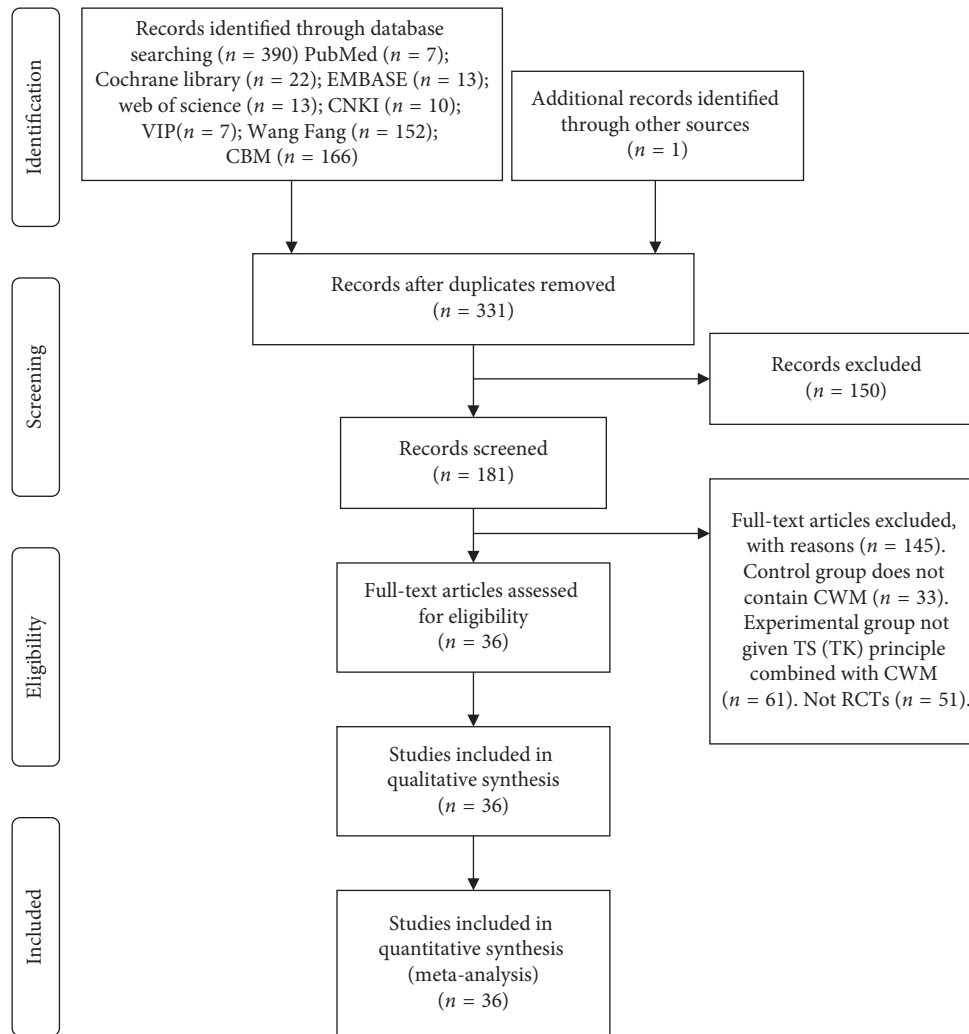 Identification
Records identified through database
searching (n = 390) PubMed (n = 7);
Cochrane library (n = 22); EMBASE (n = 13);
web of science (n = 13); CNKI (n = 10);
VIP(n = 7); Wang Fang (n = 152);
CBM (n = 166)
Additional records identified
through other sources
(n = 1)
Screening
Records after duplicates removed
(n = 331)
Records excluded
(n = 150)
Records screened
(n = 181)
Eligibility
Full-text articles assessed
for eligibility
n = 36)
Full-text articles excluded,
with reasons (n = 145).
Control group does not
contain CWM (n = 33).
Experimental group not
given TS (TK) principle
combined with CWM
(n = 61). Not RCTs (n = 51).
Studies included in
qualitative synthesis
(n = 36)
Included
Studies included in
quantitative synthesis
(meta-analysis)
n = 36)